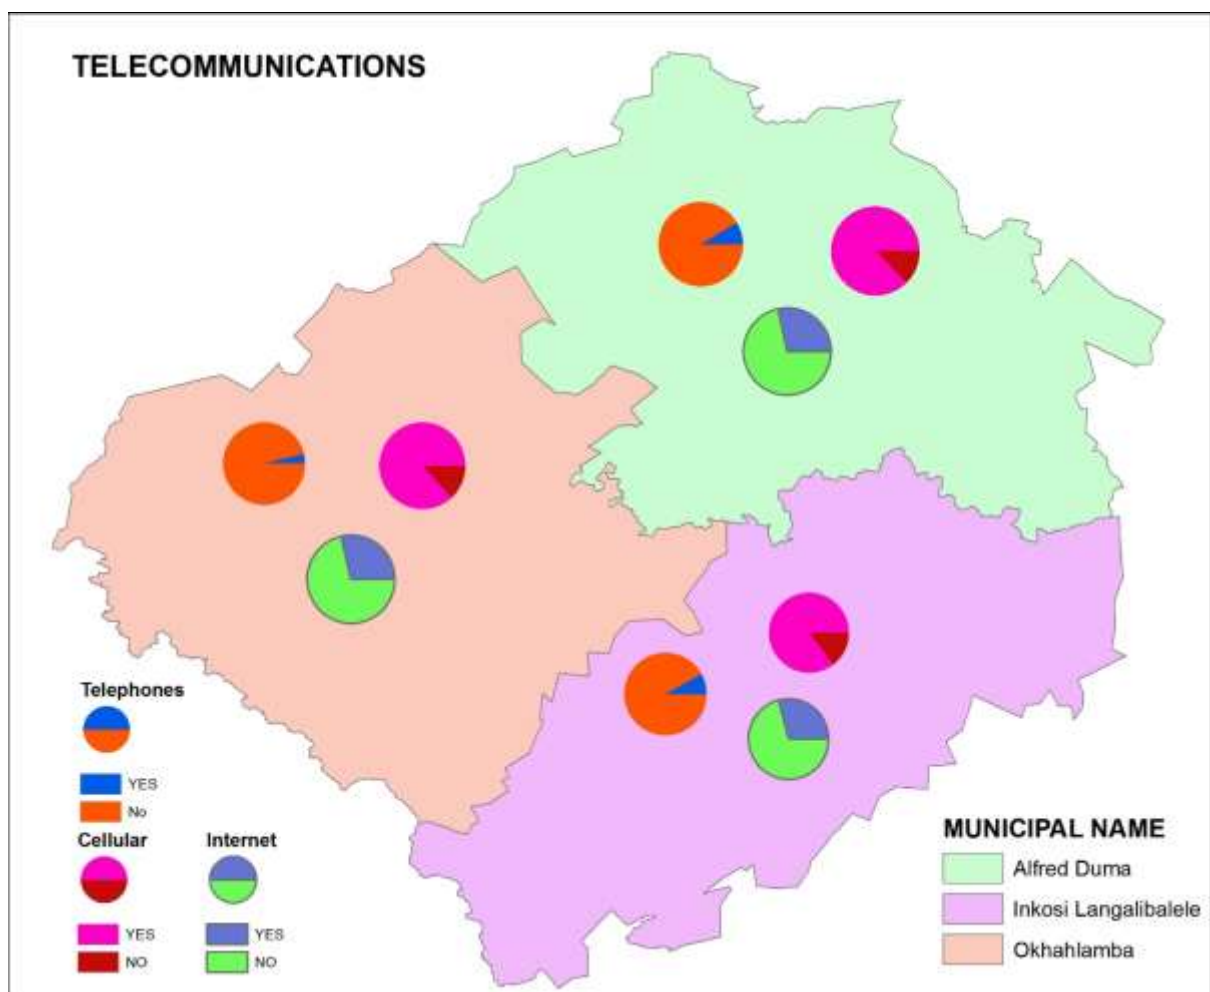 TELECOMMUNICATIONS
Telephones
YES
No
Cellular
YES
NO
Internet
YES
NO
MUNICIPAL NAME
Alfred Duma
Inkosi Langalibalele
Okhahlamba